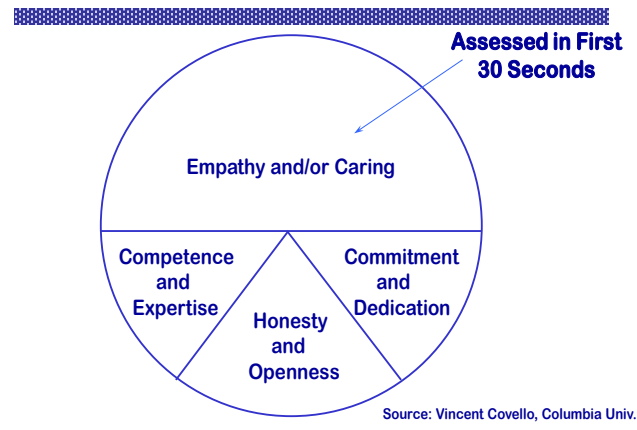 Assessed in First
30 Seconds
Empathy and/or Caring
Competence
and
Expertise
Honesty
and
Openness
Commitment
and
Dedication
Source: Vincent Covello, Columbia Univ.